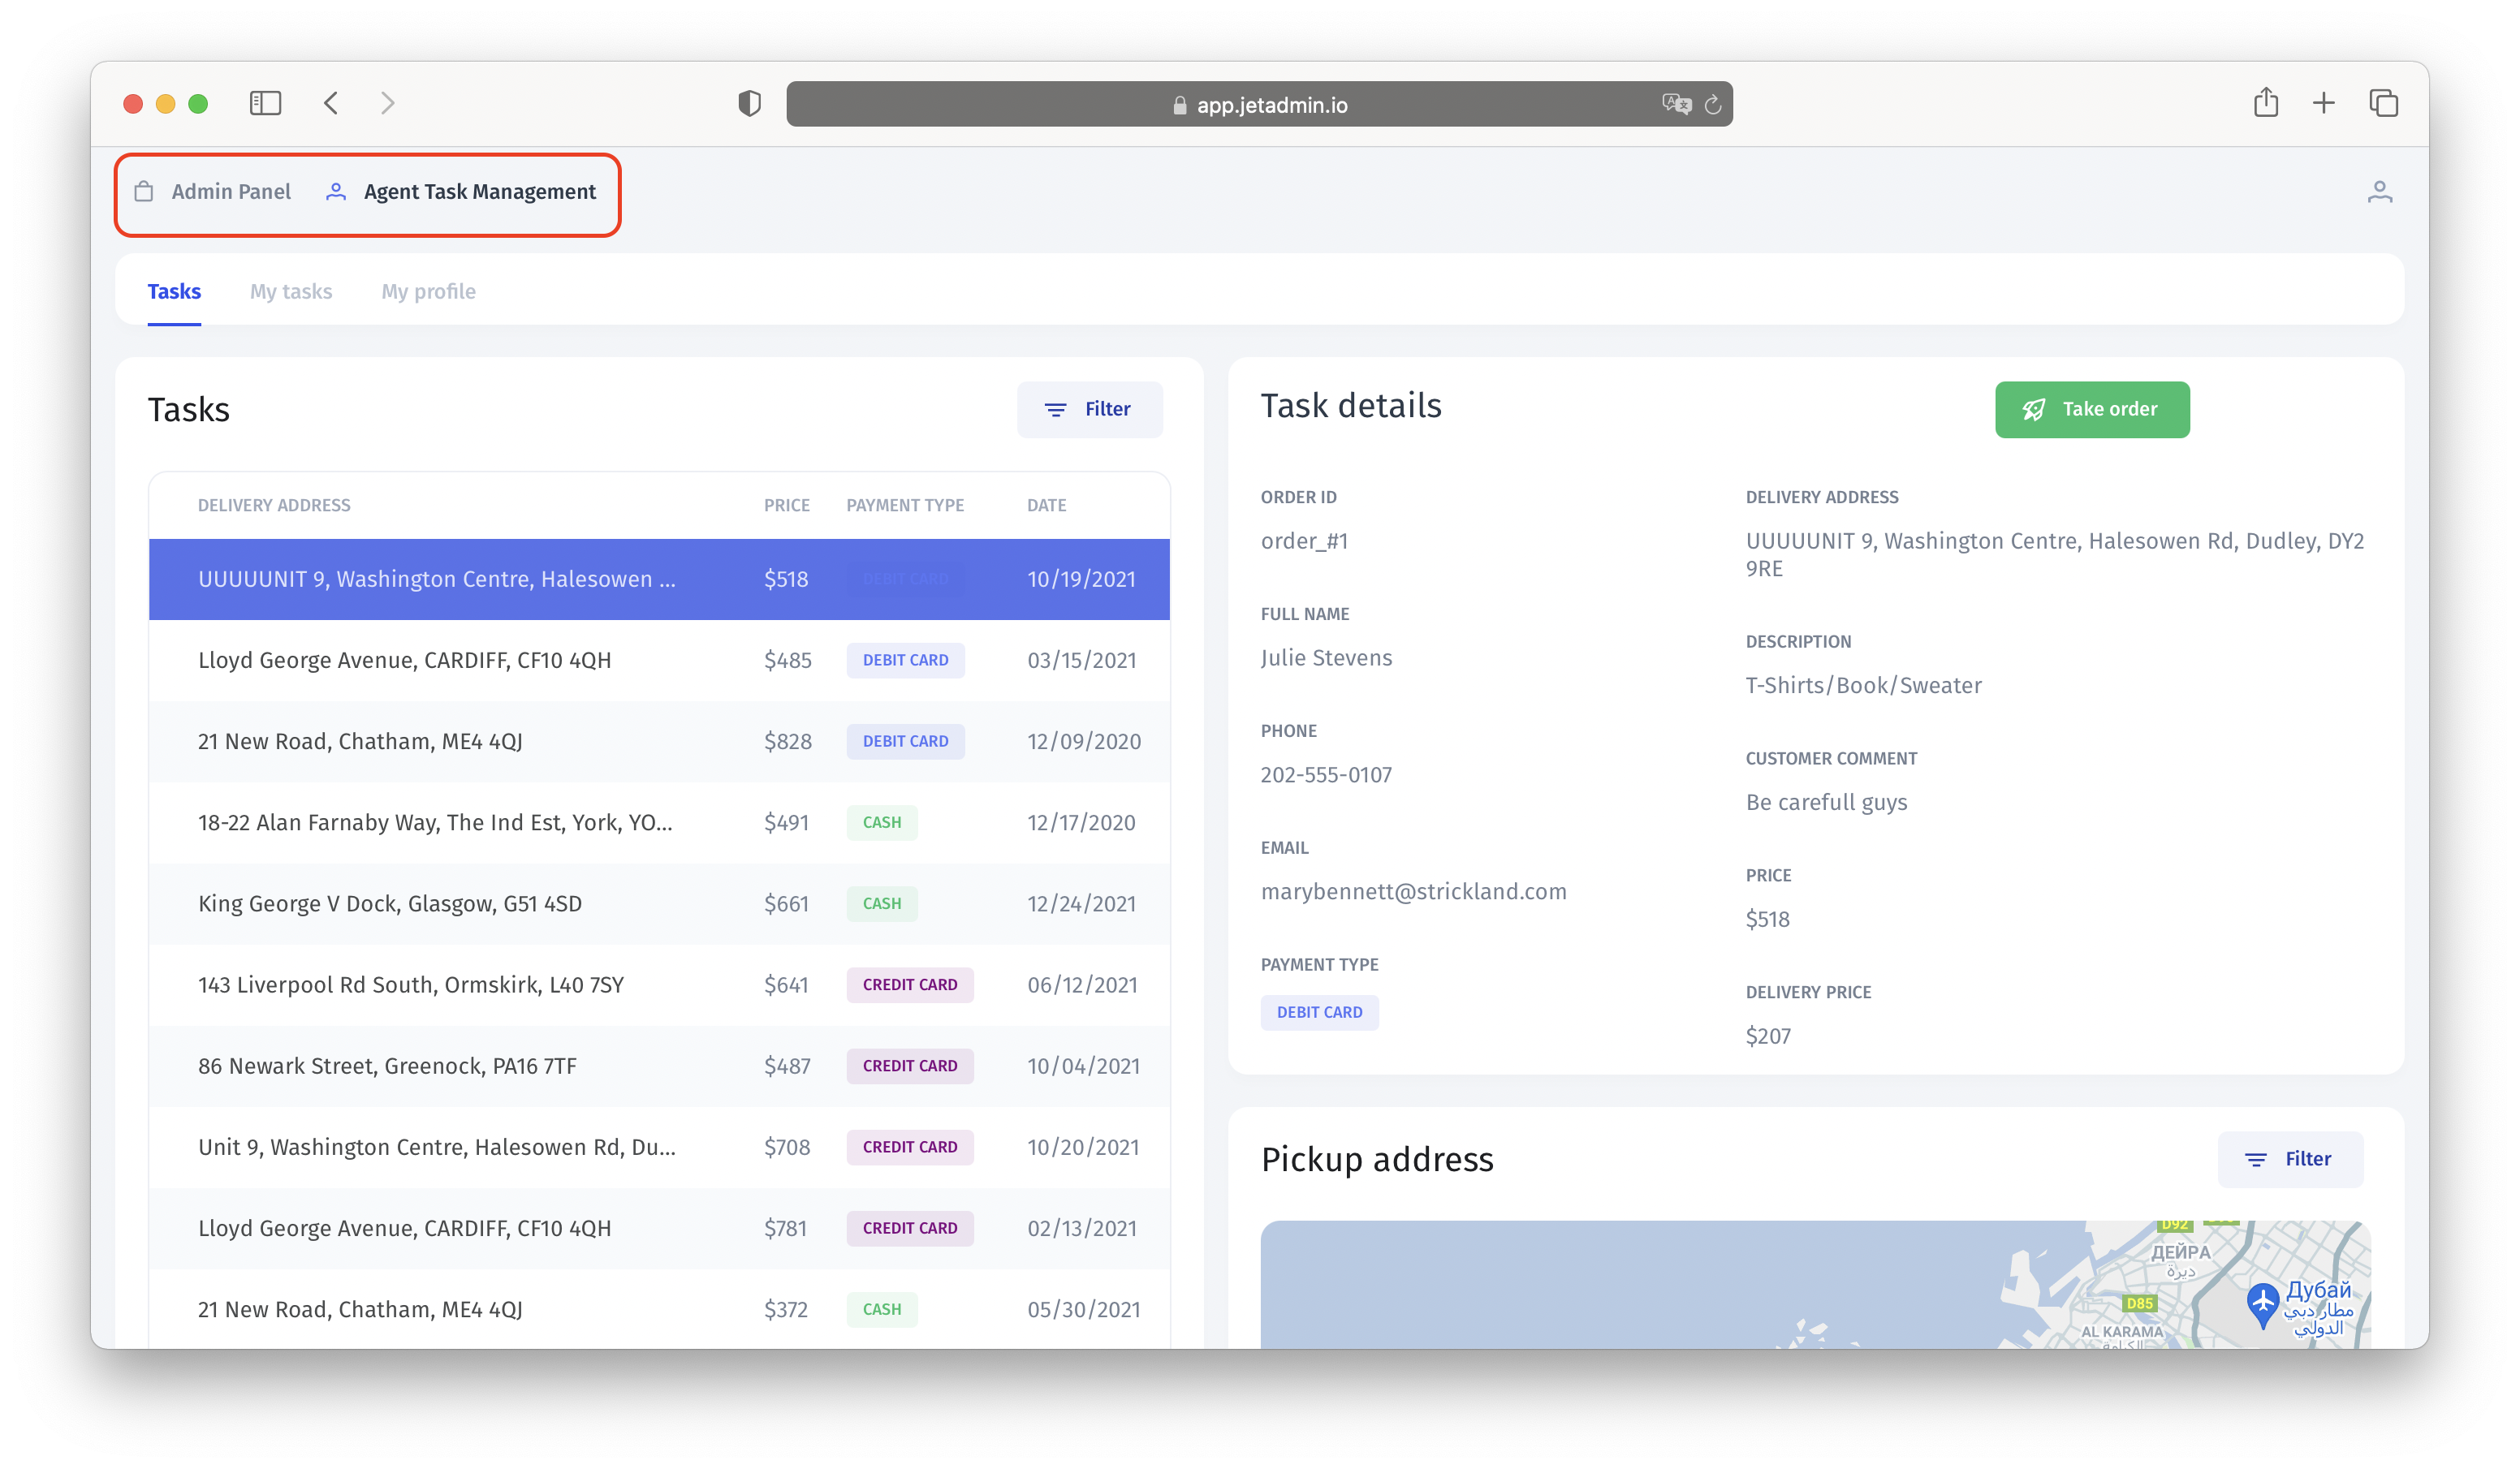 app.jetadmin.io
Admin Panel Agent Task Management
Tasks My tasks My profile
Tasks
Filter
DELIVERY ADDRESS PRICE PAYMENT TYPE DATE
UUUUUNIT 9, Washington Centre, Halesowen ... $518 DEBIT CARD 10/19/2021
Lloyd George Avenue, CARDIFF, CF10 4QH $485 DEBIT CARD 03/15/2021
21 New Road, Chatham, ME4 4QJ $828 DEBIT CARD 12/09/2020
18-22 Alan Farnaby Way, The Ind Est, York, YO... $491 CASH 12/17/2020
King George V Dock, Glasgow, G51 4SD $661 CASH 12/24/2021
143 Liverpool Rd South, Ormskirk, L40 7SY $641 CREDIT CARD 06/12/2021
86 Newark Street, Greenock, PA16 7TF $487 CREDIT CARD 10/04/2021
Unit 9, Washington Centre, Halesowen Rd, Du... $708 CREDIT CARD 10/20/2021
Lloyd George Avenue, CARDIFF, CF10 4QH $781 CREDIT CARD 02/13/2021
21 New Road, Chatham, ME4 4QJ $372 CASH 05/30/2021
Task details
Take order
ORDER ID
order_#1
FULL NAME
Julie Stevens
PHONE
202-555-0107
EMAIL
marybennett@strickland.com
PAYMENT TYPE
DEBIT CARD
DELIVERY ADDRESS
UUUUUNIT 9, Washington Centre, Halesowen Rd, Dudley, DY2
9RE
DESCRIPTION
T-Shirts/Book/Sweater
CUSTOMER COMMENT
Be carefull guys
PRICE
$518
DELIVERY PRICE
$207
Pickup address
Filter
D92
ДЕЙРА
ديرة
D85
Дубай
مطار دبي
الدولي
AL KARAMA